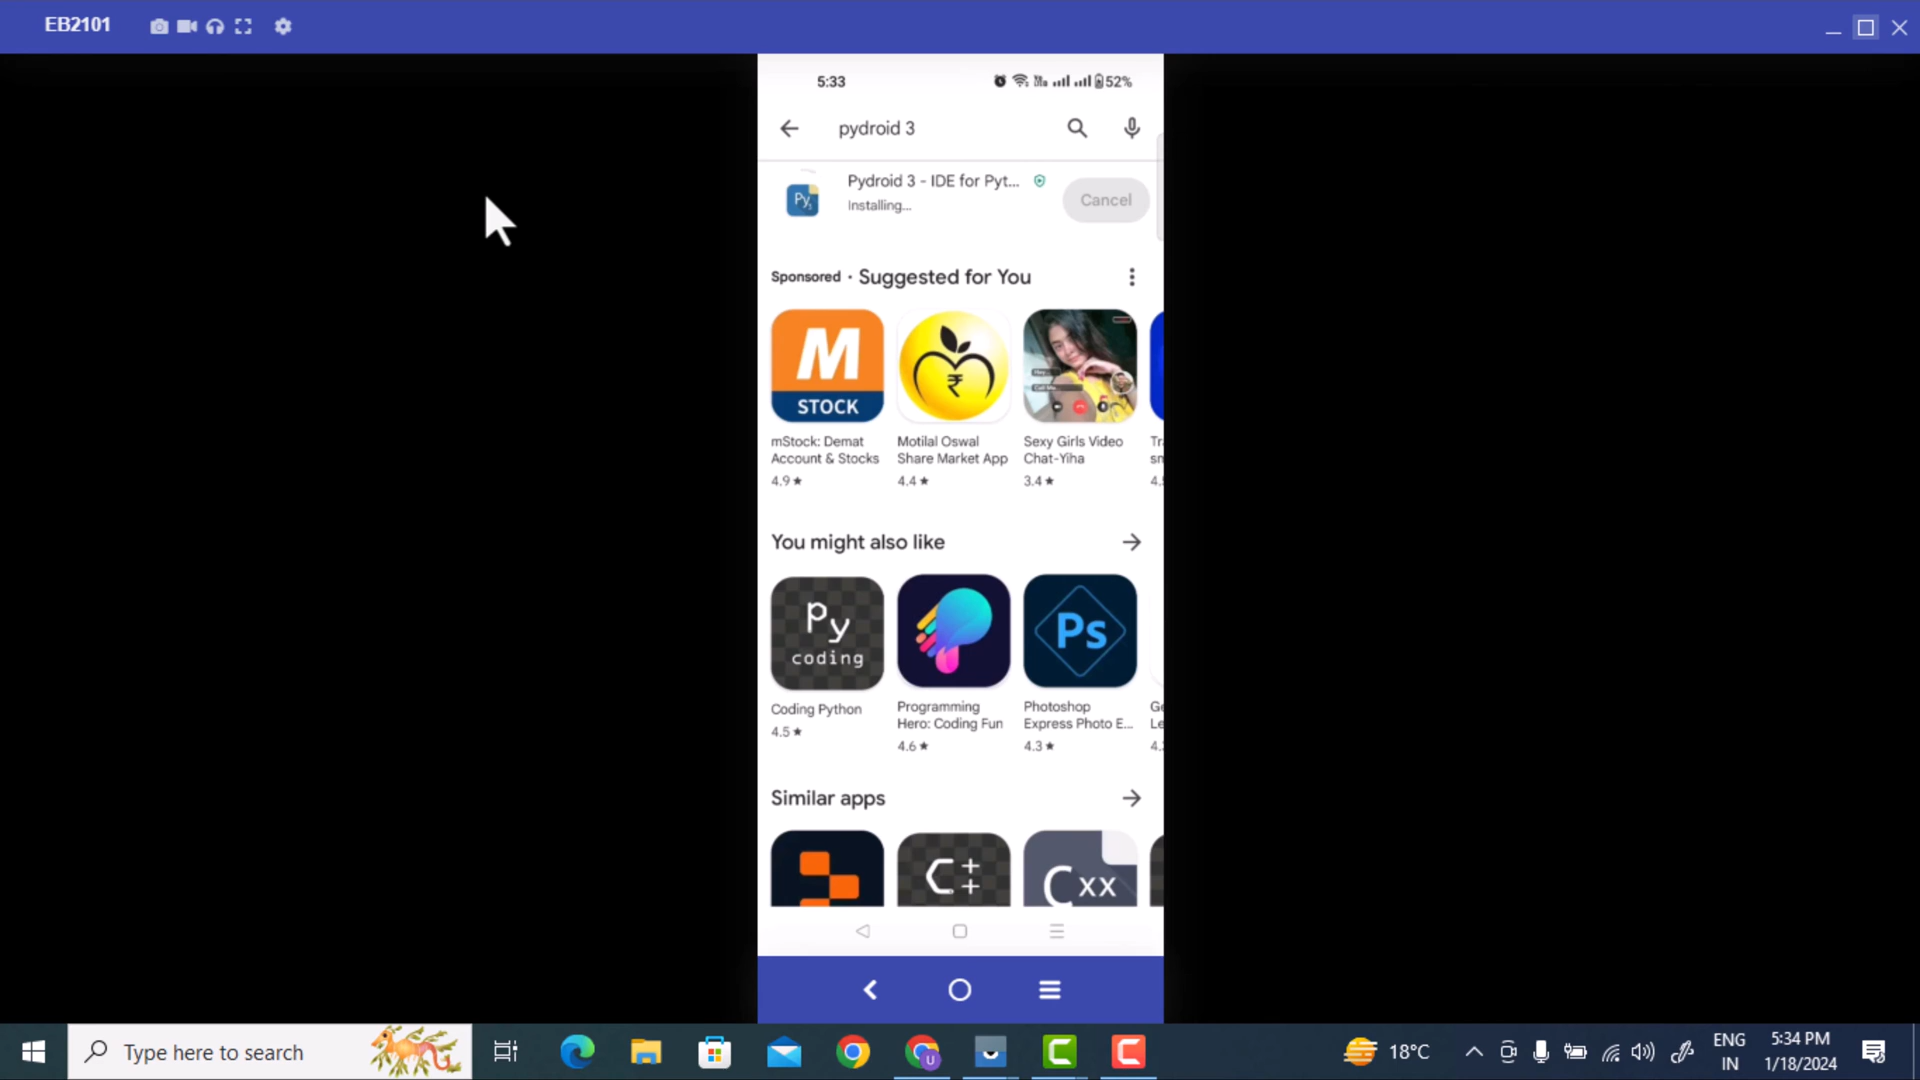 EB2101
5:33
52%
pydroid 3
Pydroid 3 - IDE for Pyt...
Installing...
Cancel
Sponsored · Suggested for You
M
STOCK
mStock: Demat
Account & Stocks
4.9★
Motilal Oswal
Share Market App
4.4★
Sexy Girls Video
Chat-Yiha
3.4★
You might also like
Py
coding
Coding Python
4.5★
Programming
Hero: Coding Fun
4.6★
Ps
Photoshop
Express Photo E...
4.3★
Similar apps
C++
Cxx
Type here to search
18°C
ENG
IN
5:34 PM
1/18/2024